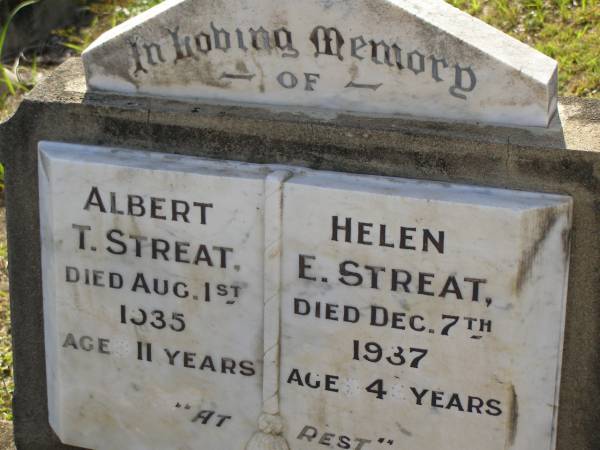 In Loving Memory
OF
ALBERT
T. STREAT.
DIED AUG. 1ST
1935
AGE 11 YEARS
HELEN
E. STREAT,
DIED DEC. 7TH
1937
AGE 4 YEARS
"AT REST"